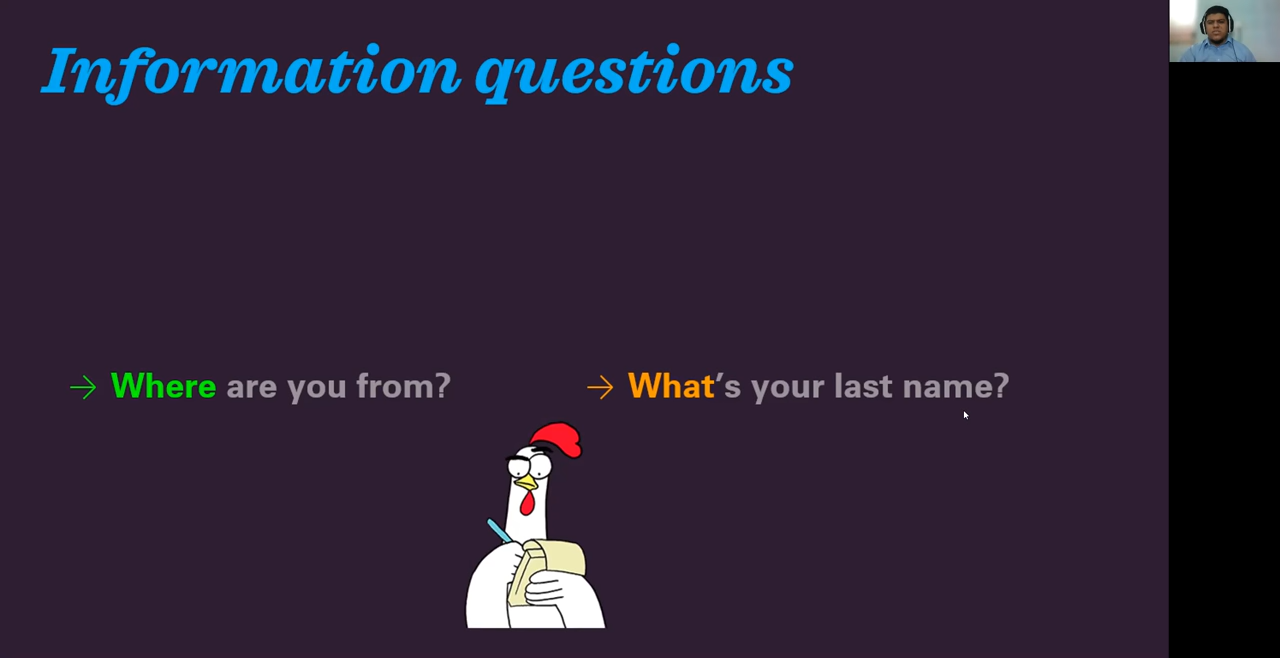 Information questions
→ Where are you from?
→ What's your last name?